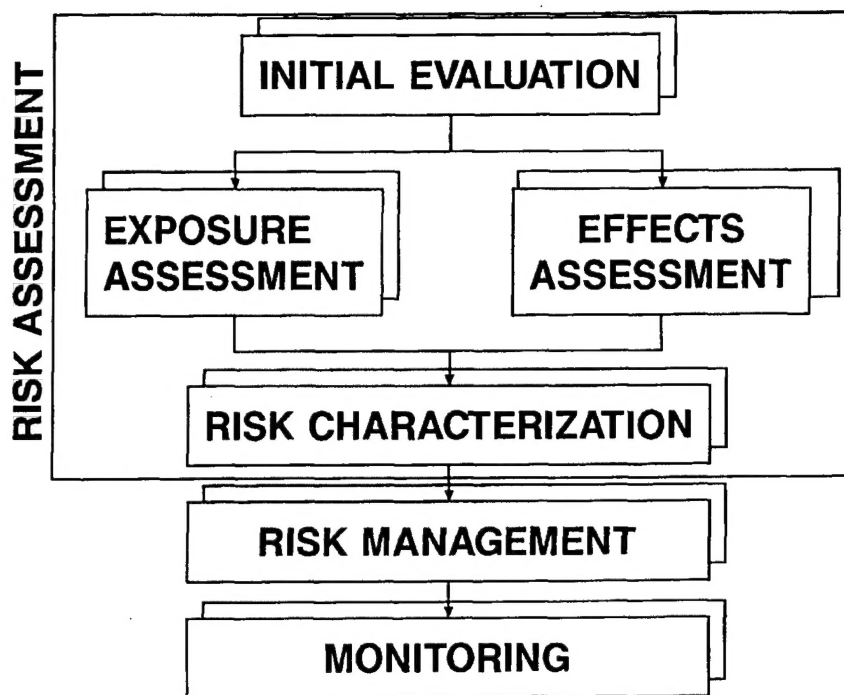 RISK ASSESSMENT
INITIAL EVALUATION
EXPOSURE
ASSESSMENT
EFFECTS
ASSESSMENT
RISK CHARACTERIZATION
RISK MANAGEMENT
MONITORING